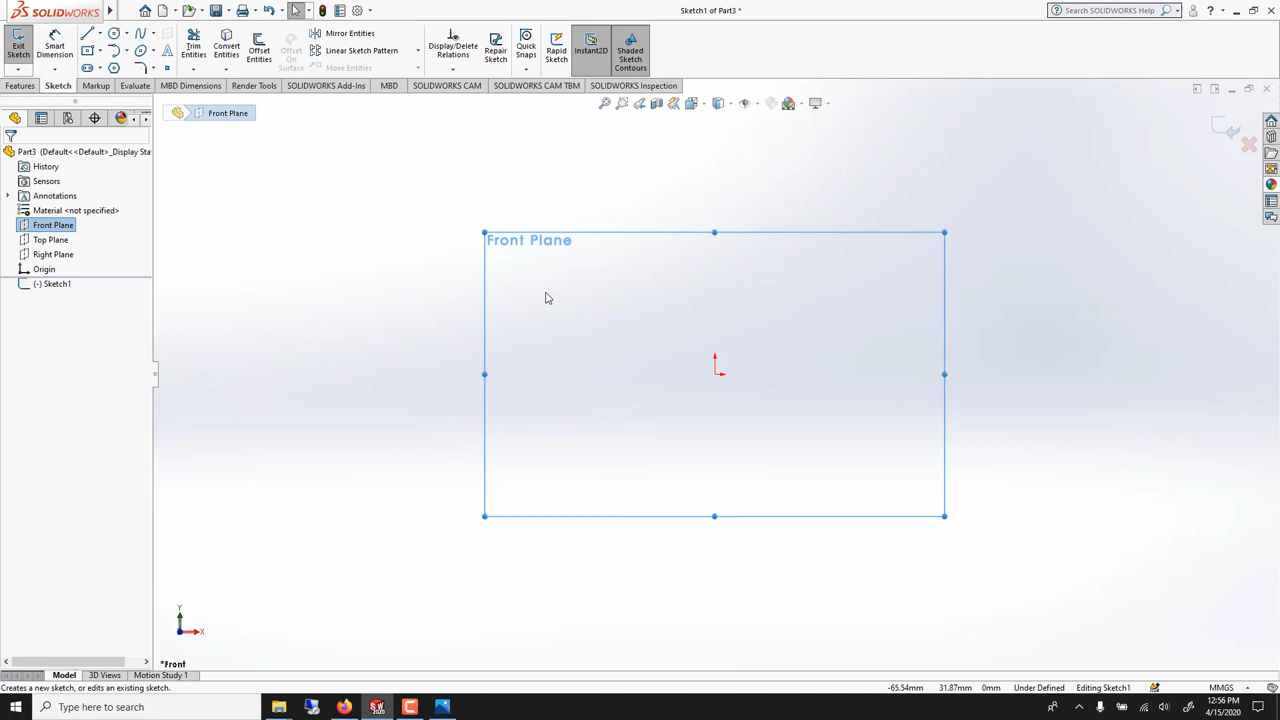 SOLIDWORKS
Sketch1 of Part3 *
Search SOLIDWORKS
Exit Sketch
Smart Dimension
Trim Entities
Convert Entities
Offset Entities
Offset On Surface
Mirror Entities
Linear Sketch Pattern
Move Entities
Display/Delete Relations
Repair Sketch
Quick Snaps
Rapid Sketch
Instant2D
Shaded Sketch Contours
Features
Sketch
Markup
Evaluate
MBD Dimensions
Render Tools
SOLIDWORKS Add-Ins
MBD
SOLIDWORKS CAM
SOLIDWORKS CAM TBM
SOLIDWORKS Inspection
Front Plane
Part3 (Default<<Default>_Display Sta
History
Sensors
Annotations
Material <not specified>
Front Plane
Top Plane
Right Plane
Origin
(-) Sketch1
Front Plane
Y
X
*Front
Model
3D Views
Motion Study 1
Creates a new sketch, or edits an existing sketch.
-65.54mm
31.87mm
0mm
Under Defined
Editing Sketch1
MMGS
Type here to search
SW
2020
12:56 PM
4/15/2020